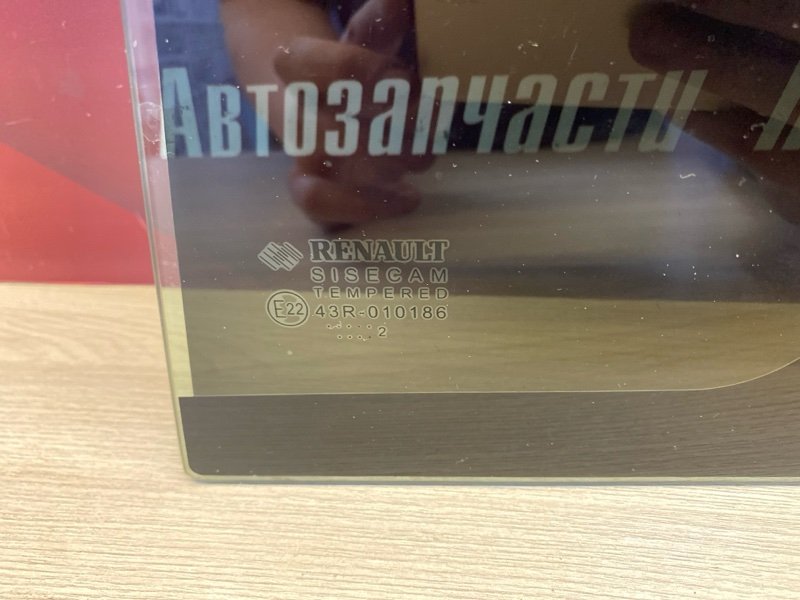 Автозапчасти
RENAULT
SISECAM
TEMPERED
E22 43R-010186
.. ..... .
... .... 2